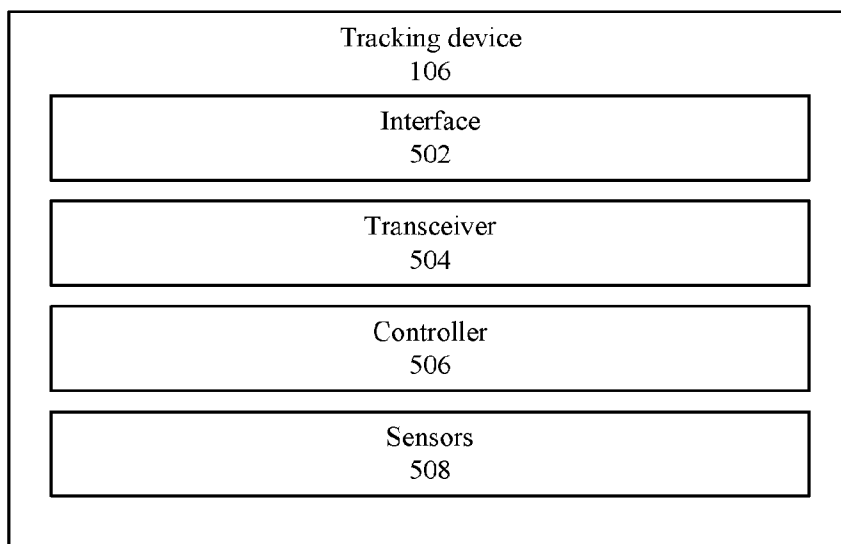 Tracking device
106
Interface
502
Transceiver
504
Controller
506
Sensors
508